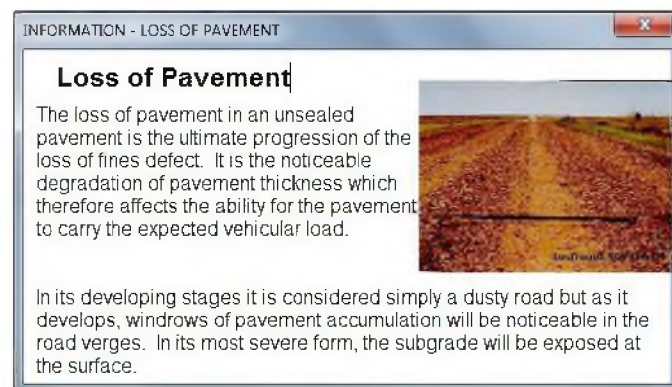 INFORMATION - LOSS OF PAVEMENT
Loss of Pavement
The loss of pavement in an unsealed
pavement is the ultimate progression of the
loss of fines defect. It is the noticeable
degradation of pavement thickness which
therefore affects the ability for the pavement
to carry the expected vehicular load.
In its developing stages it is considered simply a dusty road but as it
develops, windrows of pavement accumulation will be noticeable in the
road verges. In its most severe form, the subgrade will be exposed at
the surface.